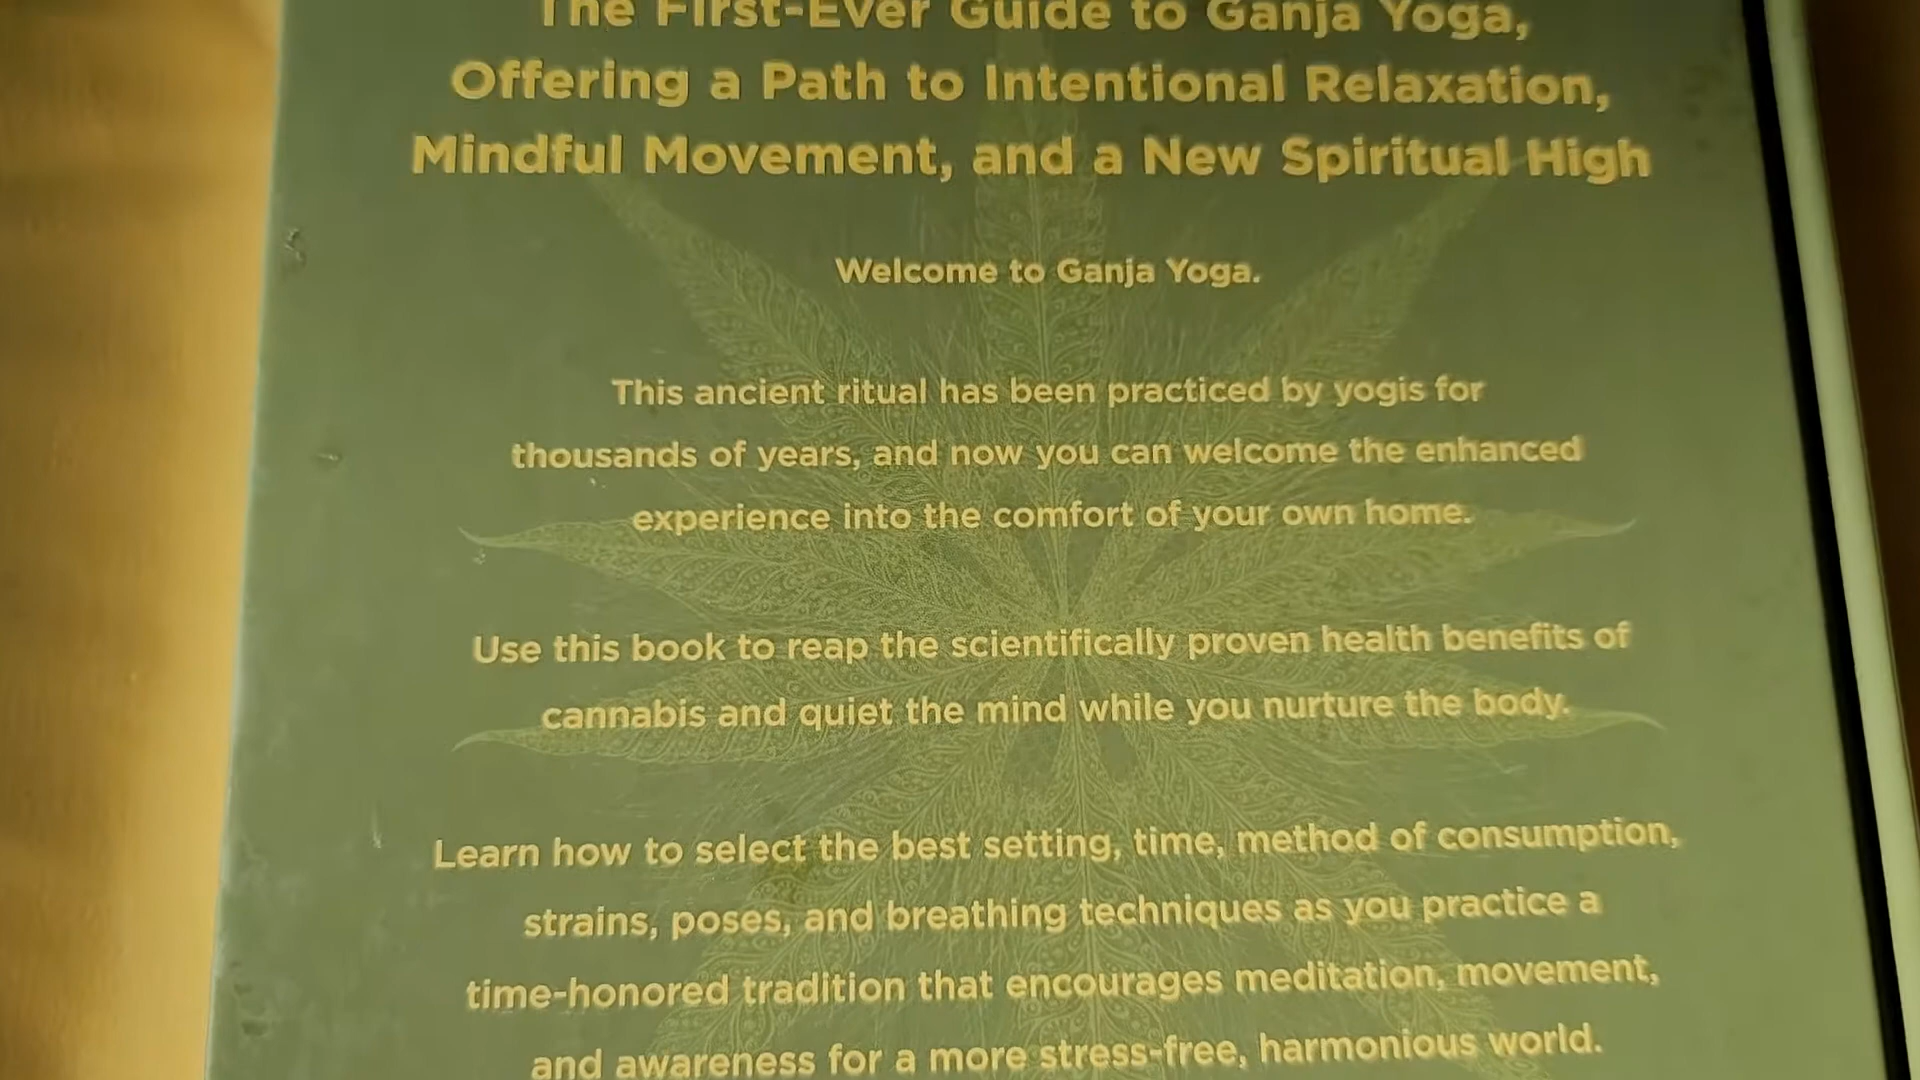 The First-Ever Guide to Ganja Yoga,
Offering a Path to Intentional Relaxation,
Mindful Movement, and a New Spiritual High
Welcome to Ganja Yoga.
This ancient ritual has been practiced by yogis for
thousands of years, and now you can welcome the enhanced
experience into the comfort of your own home.
Use this book to reap the scientifically proven health benefits of
cannabis and quiet the mind while you nurture the body.
Learn how to select the best setting, time, method of consumption,
strains, poses, and breathing techniques as you practice a
time-honored tradition that encourages meditation, movement,
and awareness for a more stress-free, harmonious world.